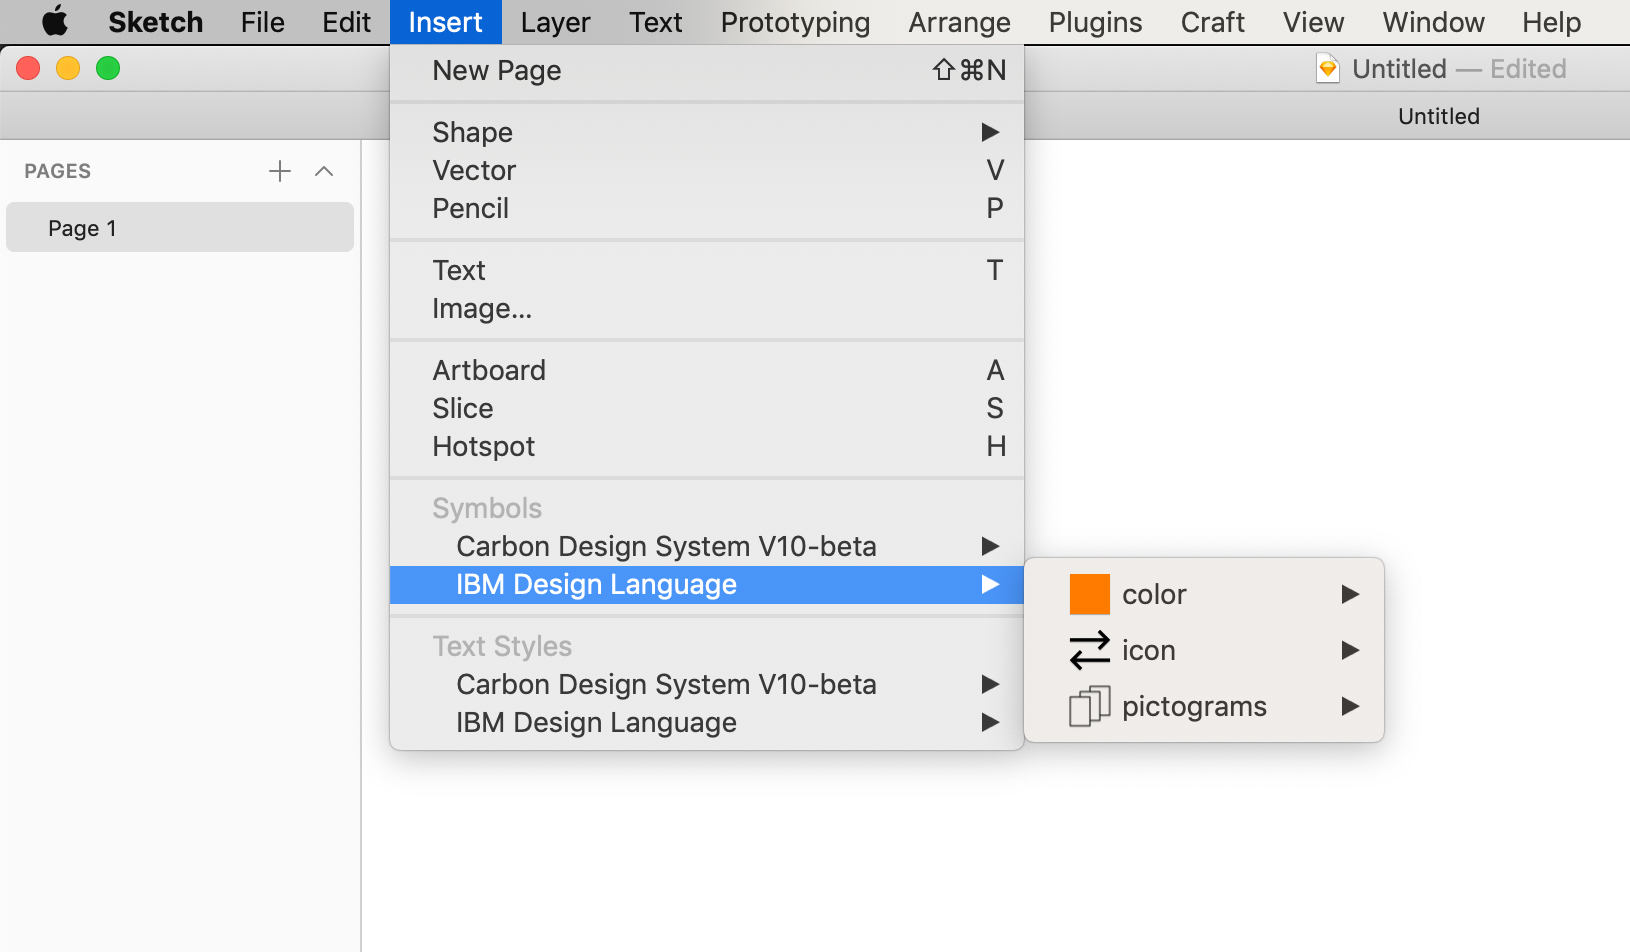 Sketch File Edit Insert Layer Text Prototyping Arrange Plugins Craft View Window Help
Untitled — Edited
Untitled
PAGES
Page 1
New Page ⇧⌘N
Shape
Vector V
Pencil P
Text T
Image...
Artboard A
Slice S
Hotspot H
Symbols
Carbon Design System V10-beta
IBM Design Language
Text Styles
Carbon Design System V10-beta
IBM Design Language
color
icon
pictograms